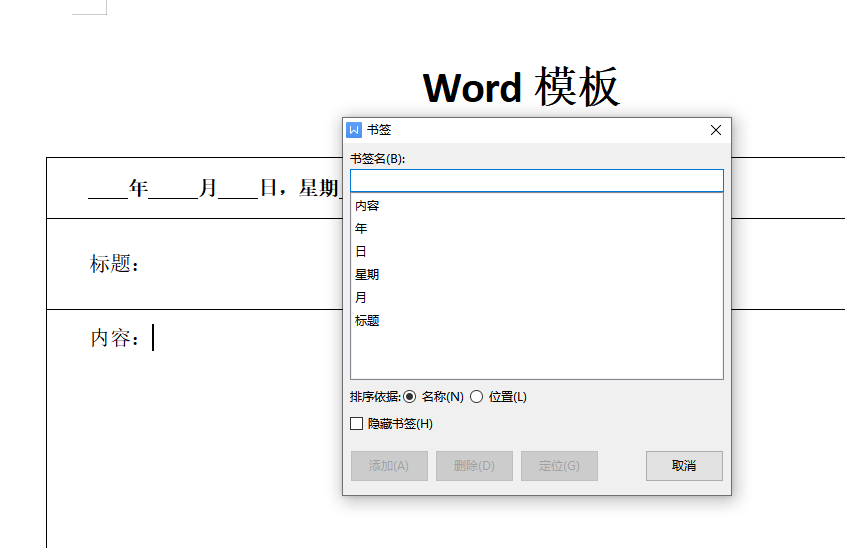 Word 模板
书签
书签名(B):
____年_____月____日，星期
内容
年
日
标题：
星期
月
标题
内容：
排序依据: 名称(N) 位置(L)
隐藏书签(H)
添加(A) 删除(D) 定位(G) 取消